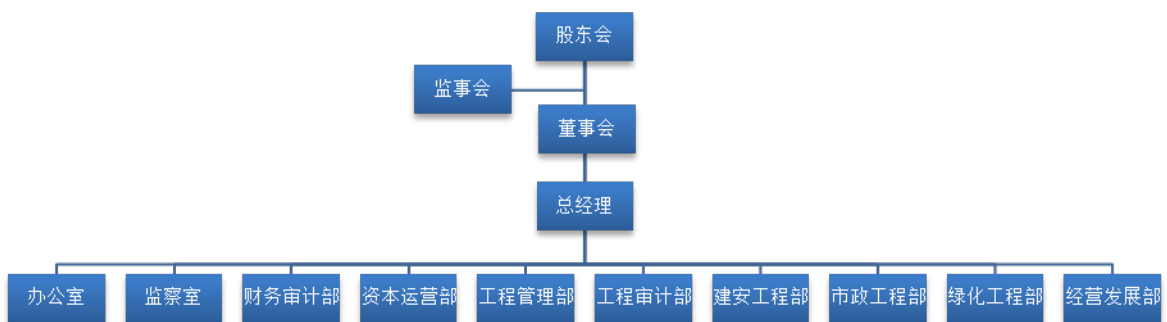 股东会
监事会
董事会
总经理
办公室
监察室
财务审计部
资本运营部
工程管理部
工程审计部
建安工程部
市政工程部
绿化工程部
经营发展部